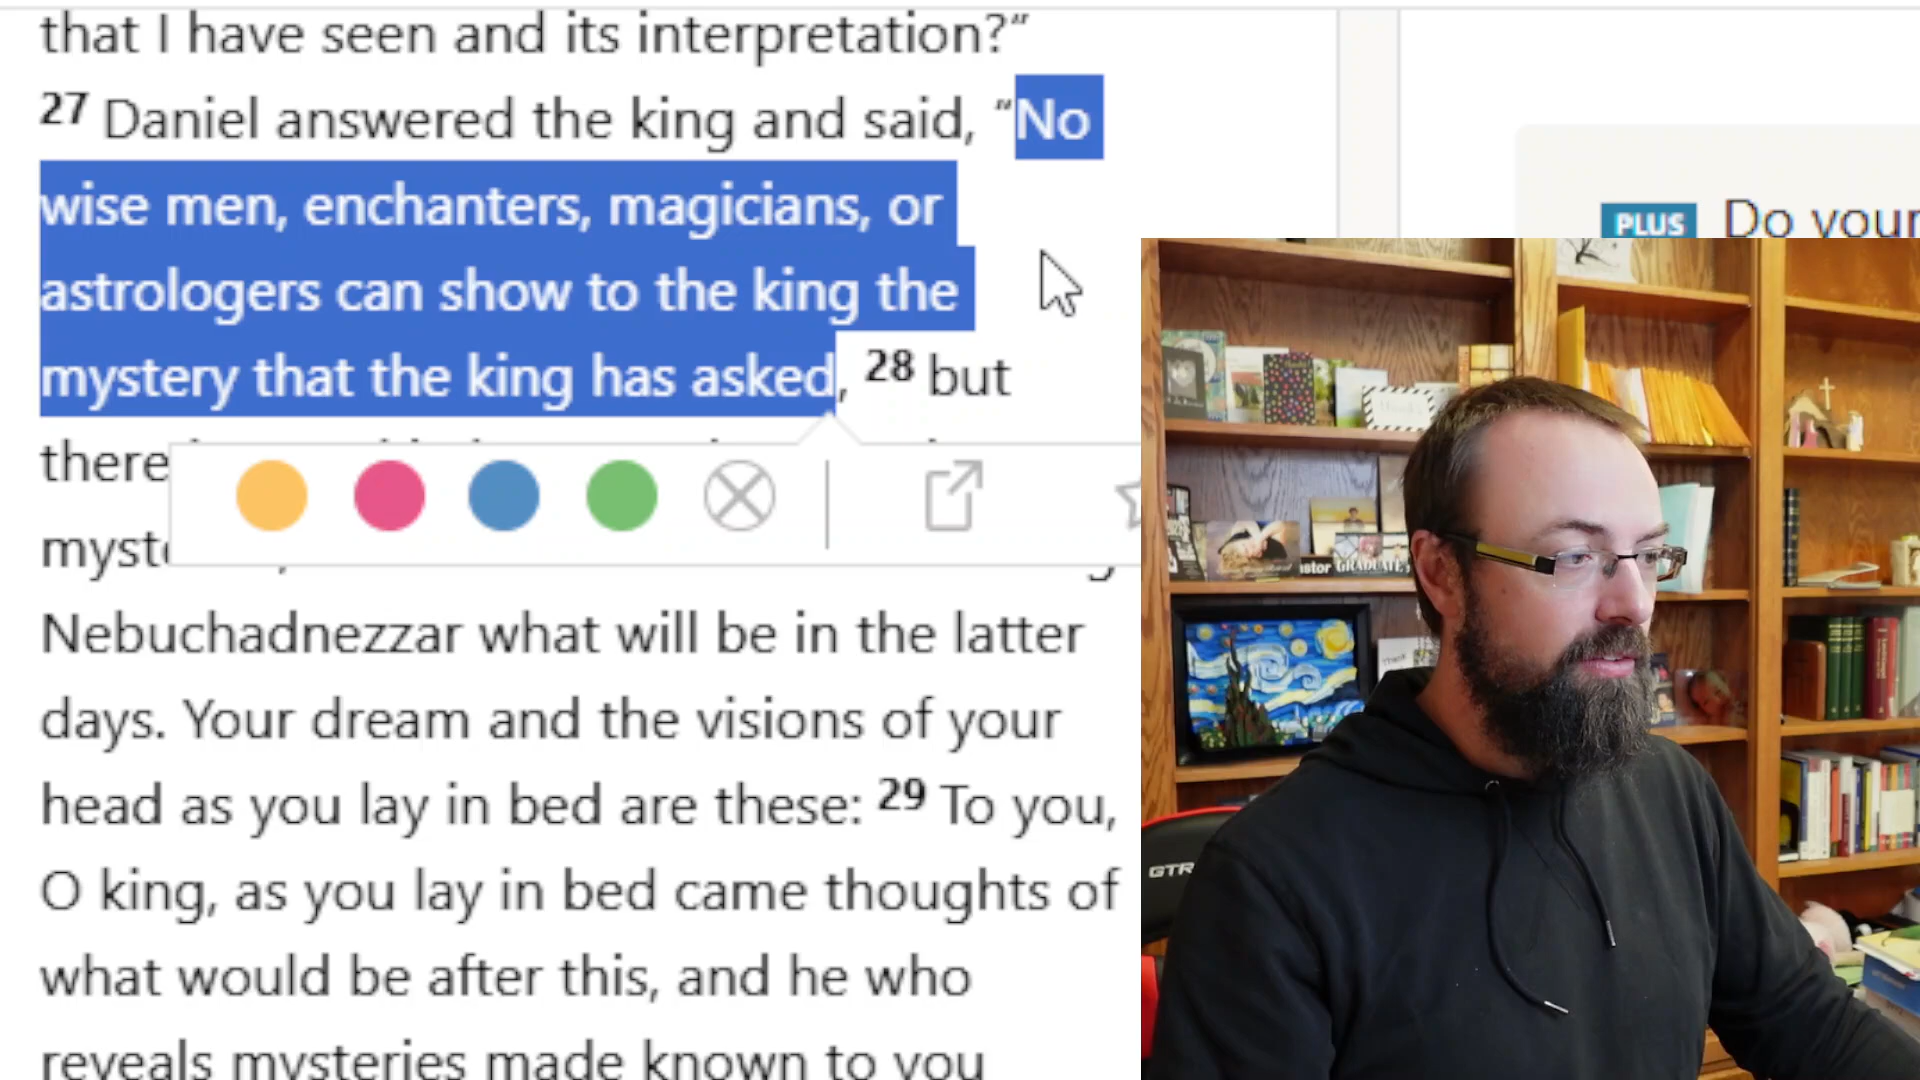 that I have seen and its interpretation?”
27 Daniel answered the king and said, “No
wise men, enchanters, magicians, or
astrologers can show to the king the
mystery that the king has asked, 28 but
there
Nebuchadnezzar what will be in the latter
days. Your dream and the visions of your
head as you lay in bed are these: 29 To you,
O king, as you lay in bed came thoughts of
what would be after this, and he who
reveals mysteries made known to you
PLUS Do your
GRADUATE
GTR